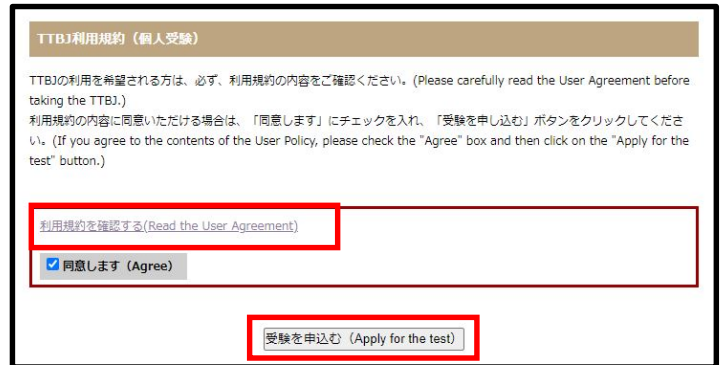 TTBJ利用規約（個人受験）
TTBJの利用を希望される方は、必ず、利用規約の内容をご確認ください。(Please carefully read the User Agreement before
taking the TTBJ.)
利用規約の内容に同意いただける場合は、「同意します」にチェックを入れ、「受験を申し込む」ボタンをクリックしてくださ
い。(If you agree to the contents of the User Policy, please check the "Agree" box and then click on the "Apply for the
test" button.)
利用規約を確認する(Read the User Agreement)
同意します（Agree）
受験を申込む（Apply for the test）